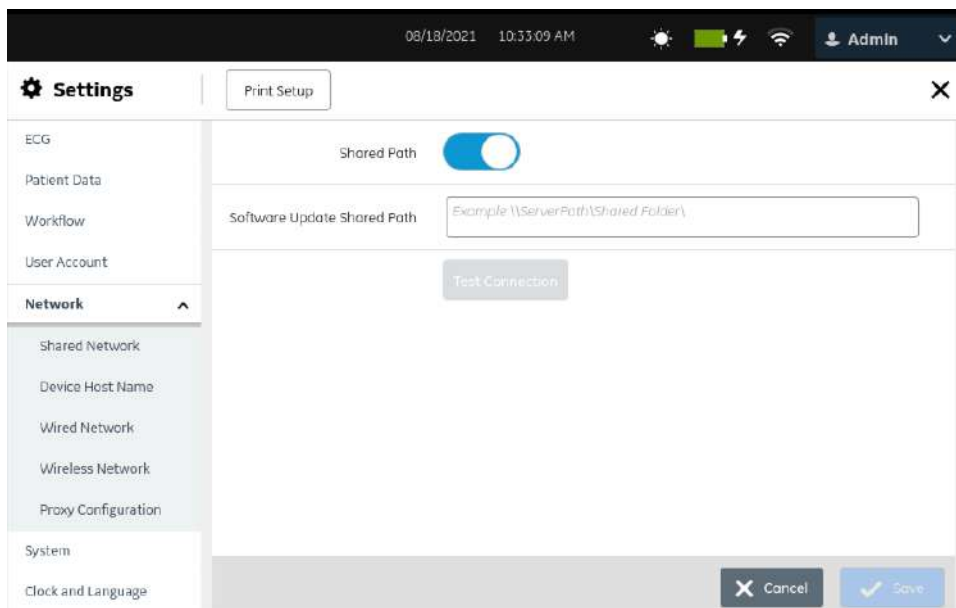 08/18/2021 10:33:09 AM Admin
Settings Print Setup
ECG
Patient Data
Workflow
User Account
Network
Shared Network
Device Host Name
Wired Network
Wireless Network
Proxy Configuration
System
Clock and Language
Shared Path
Software Update Shared Path Example \\ServerPath\Shared Folder\
Test Connection
Cancel Save